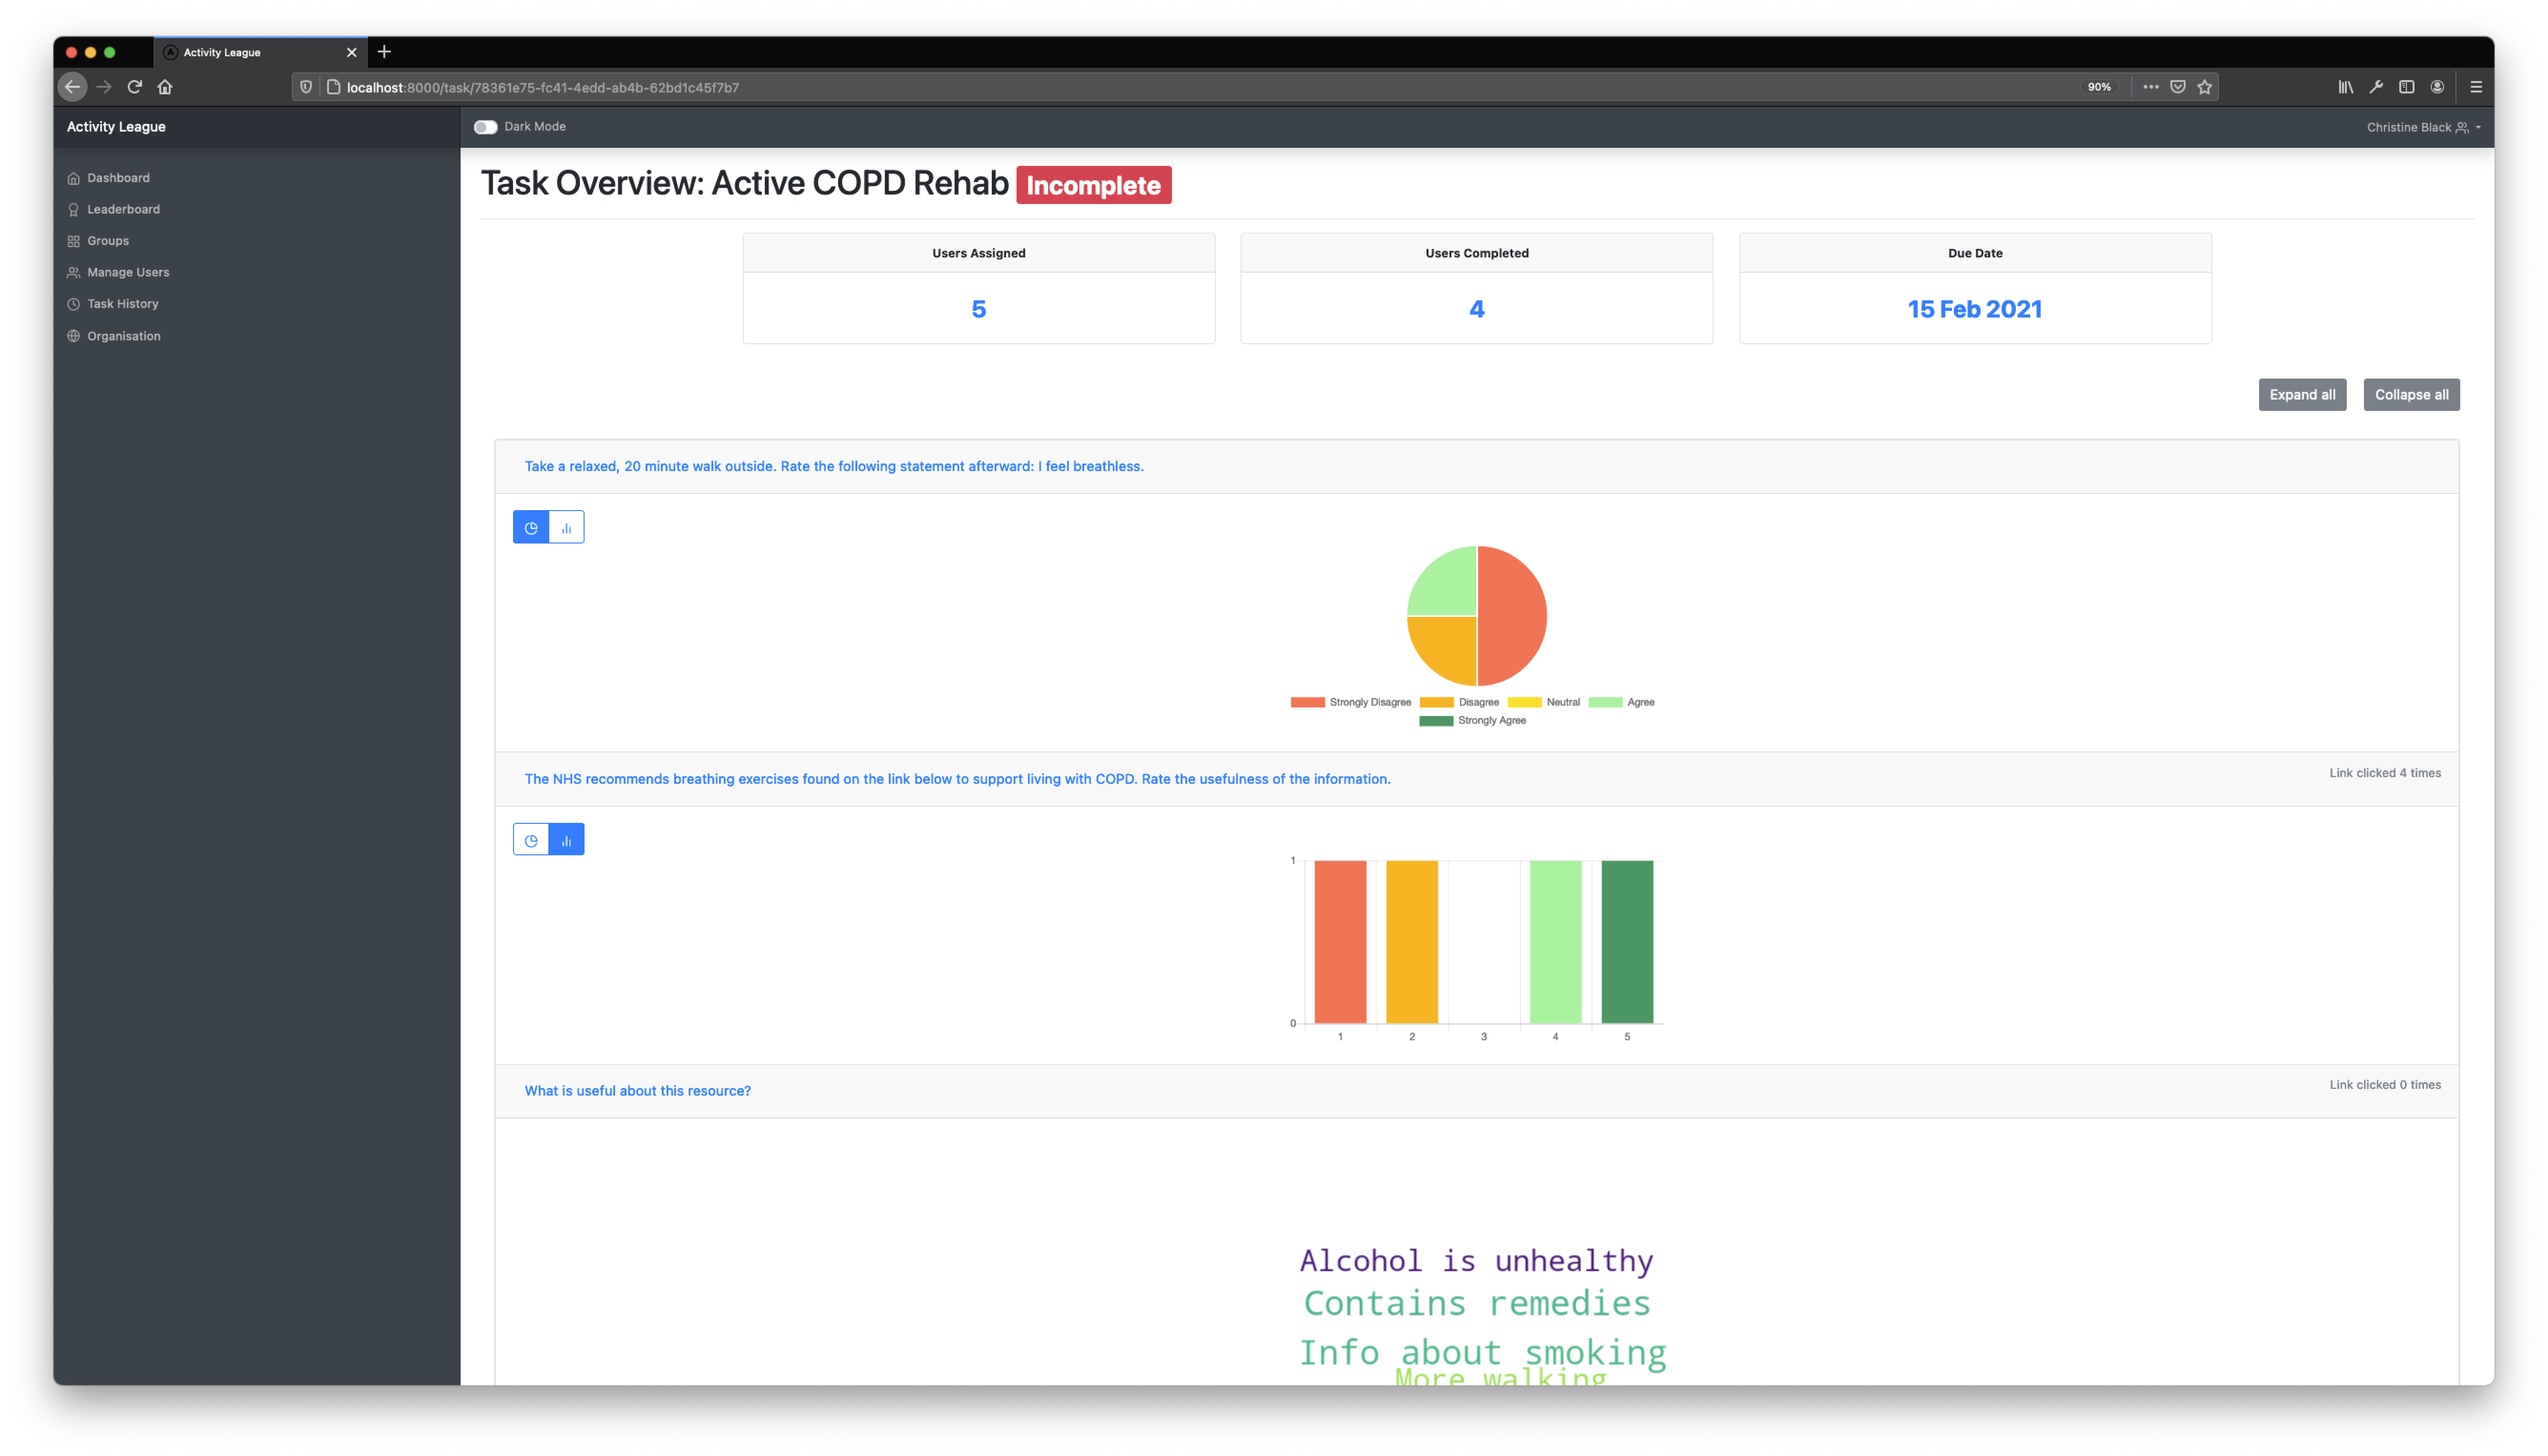 Activity League
localhost:8000/task/78361e75-fc41-4edd-ab4b-62bd1c45f7b7
90%
Activity League
Dark Mode
Christine Black
Dashboard
Leaderboard
Groups
Manage Users
Task History
Organisation
Task Overview: Active COPD Rehab Incomplete
Users Assigned
5
Users Completed
4
Due Date
15 Feb 2021
Expand all
Collapse all
Take a relaxed, 20 minute walk outside. Rate the following statement afterward: I feel breathless.
Strongly Disagree Disagree Neutral Agree
Strongly Agree
The NHS recommends breathing exercises found on the link below to support living with COPD. Rate the usefulness of the information.
Link clicked 4 times
1
0
1 2 3 4 5
What is useful about this resource?
Link clicked 0 times
Alcohol is unhealthy
Contains remedies
Info about smoking
More walking